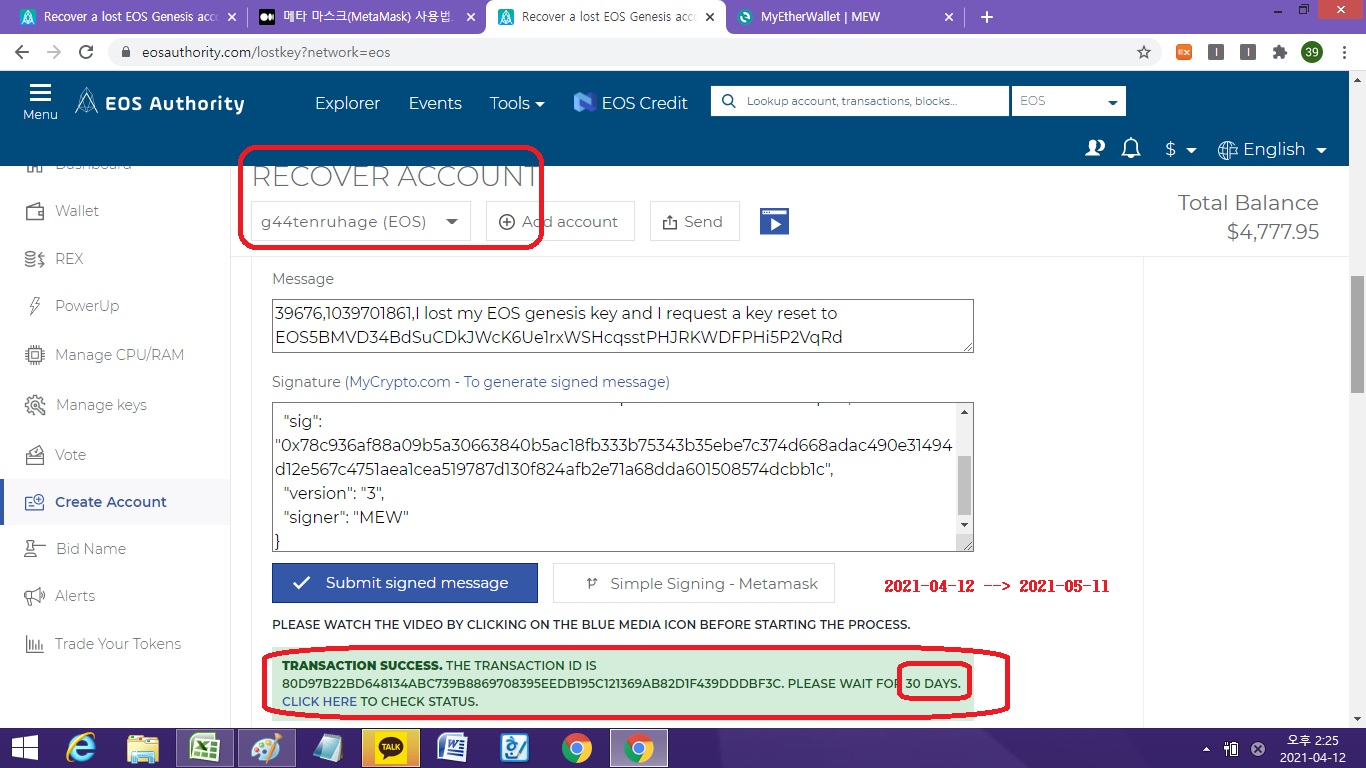 Recover a lost EOS Genesis acco
메타 마스크(MetaMask) 사용법.
Recover a lost EOS Genesis acco
MyEtherWallet | MEW
eosauthority.com/lostkey?network=eos
39
Menu
EOS Authority
Explorer
Events
Tools
EOS Credit
Lookup account, transactions, blocks...
EOS
$
English
Dashboard
Wallet
REX
PowerUp
Manage CPU/RAM
Manage keys
Vote
Create Account
Bid Name
Alerts
Trade Your Tokens
RECOVER ACCOUNT
g44tenruhage (EOS)
Add account
Send
Total Balance
$4,777.95
Message
39676,1039701861,I lost my EOS genesis key and I request a key reset to
EOS5BMVD34BdSuCDkJWcK6Ue1rxWSHcqsstPHJRKWDFPHi5P2VqRd
Signature (MyCrypto.com - To generate signed message)
"sig":
"0x78c936af88a09b5a30663840b5ac18fb333b75343b35ebe7c374d668adac490e31494
d12e567c4751aea1cea519787d130f824afb2e71a68dda601508574dcbb1c",
"version": "3",
"signer": "MEW"
}
Submit signed message
Simple Signing - Metamask
2021-04-12 --> 2021-05-11
PLEASE WATCH THE VIDEO BY CLICKING ON THE BLUE MEDIA ICON BEFORE STARTING THE PROCESS.
TRANSACTION SUCCESS. THE TRANSACTION ID IS
80D97B22BD648134ABC739B8869708395EEDB195C121369AB82D1F439DDDBF3C. PLEASE WAIT FOR 30 DAYS.
CLICK HERE TO CHECK STATUS.
TALK
오후 2:25
2021-04-12